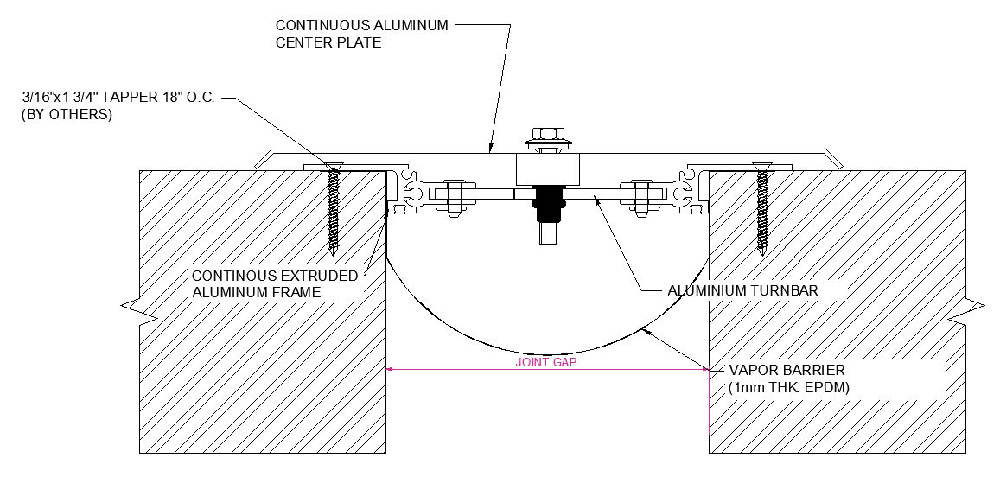 CONTINUOUS ALUMINUM
CENTER PLATE
3/16"x1 3/4" TAPPER 18" O.C.
(BY OTHERS)
CONTINOUS EXTRUDED
ALUMINUM FRAME
ALUMINIUM TURNBAR
JOINT GAP
VAPOR BARRIER
(1mm THK. EPDM)